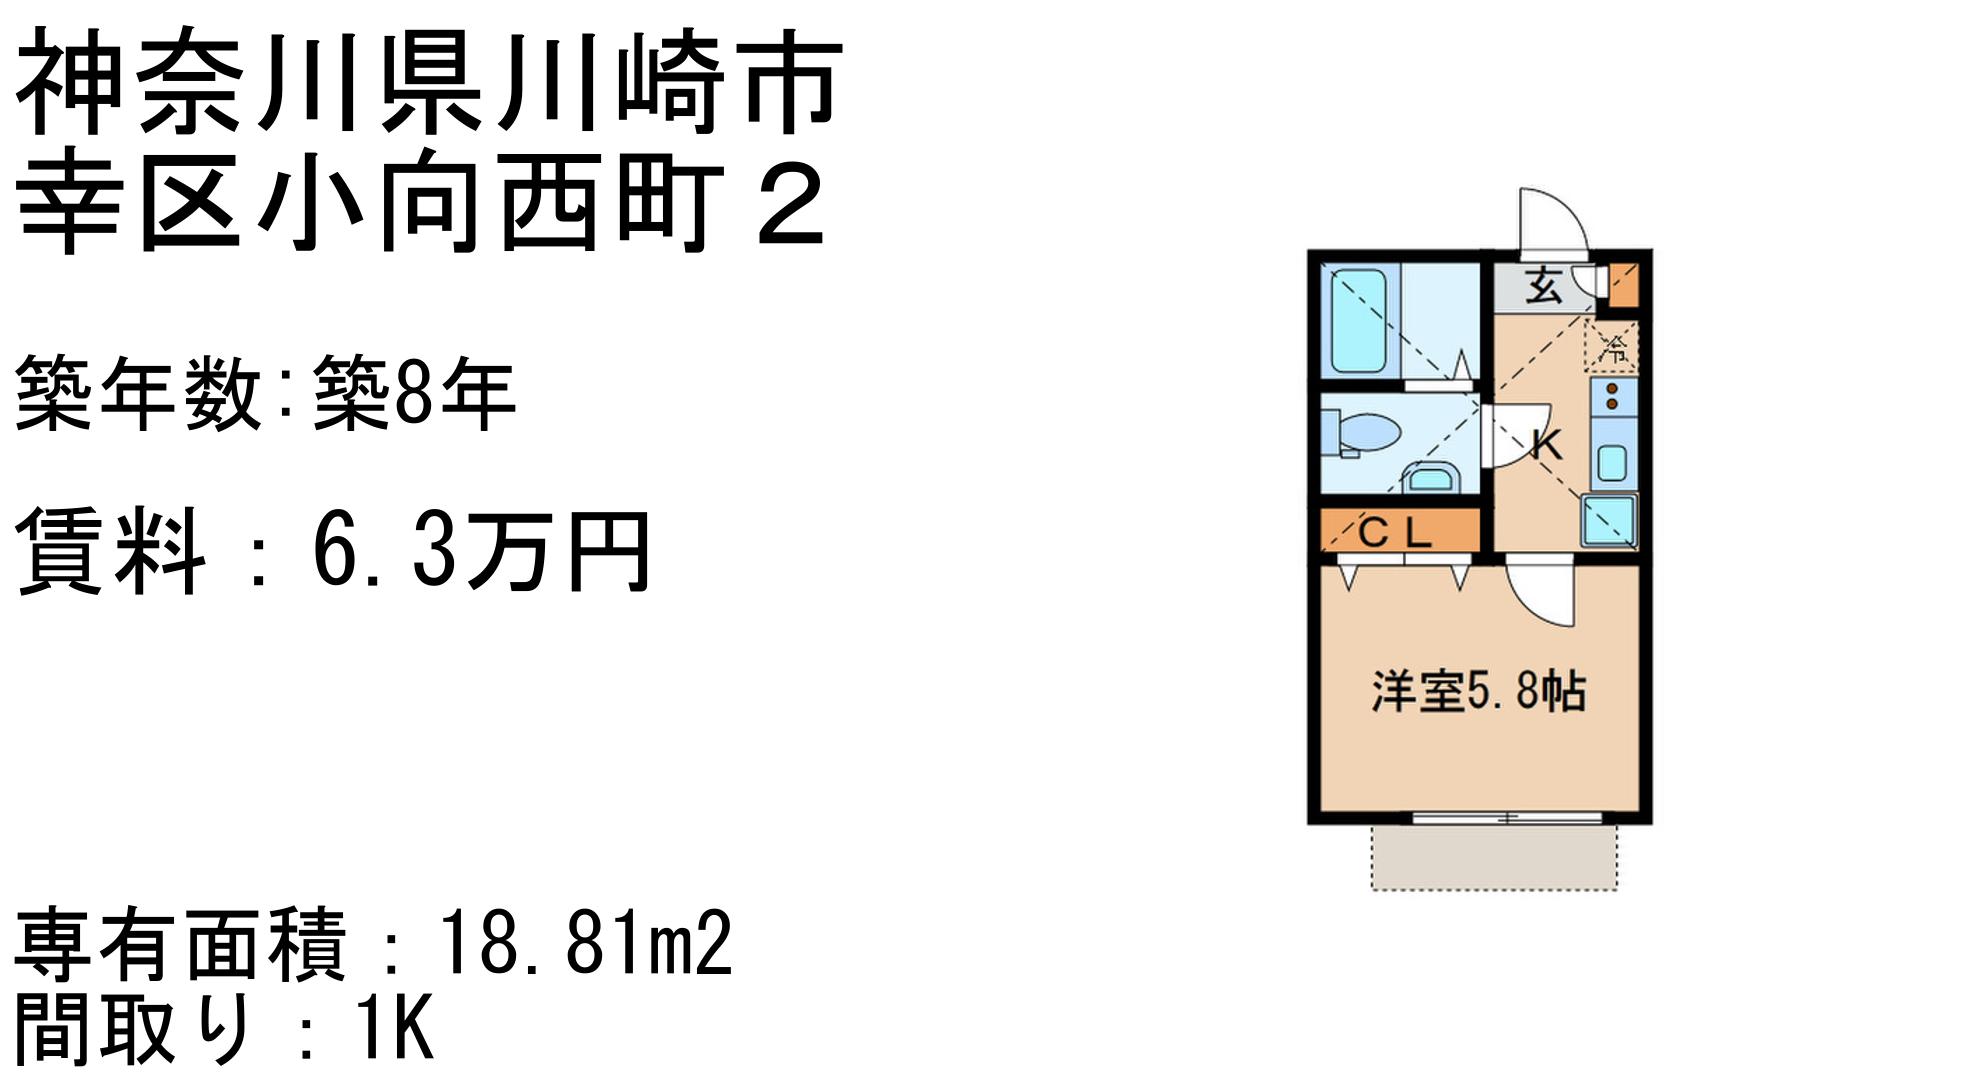 神奈川県川崎市
幸区小向西町２
築年数:築8年
賃料：6.3万円
専有面積：18.81m2
間取り：1K
玄
冷
K
ＣＬ
洋室5.8帖